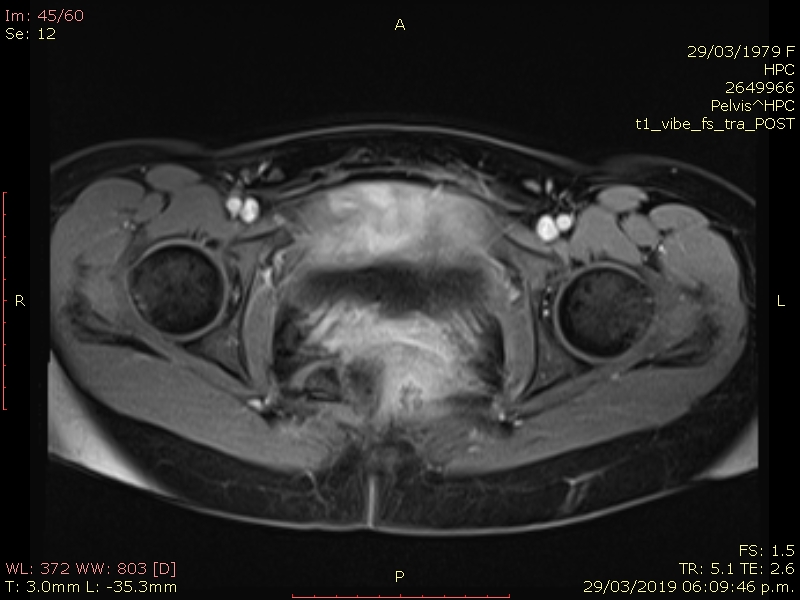 Im: 45/60
Se: 12
A
29/03/1979 F
HPC
2649966
Pelvis^HPC
t1_vibe_fs_tra_POST
R
L
WL: 372 WW: 803 [D]
T: 3.0mm L: -35.3mm
P
FS: 1.5
TR: 5.1 TE: 2.6
29/03/2019 06:09:46 p.m.